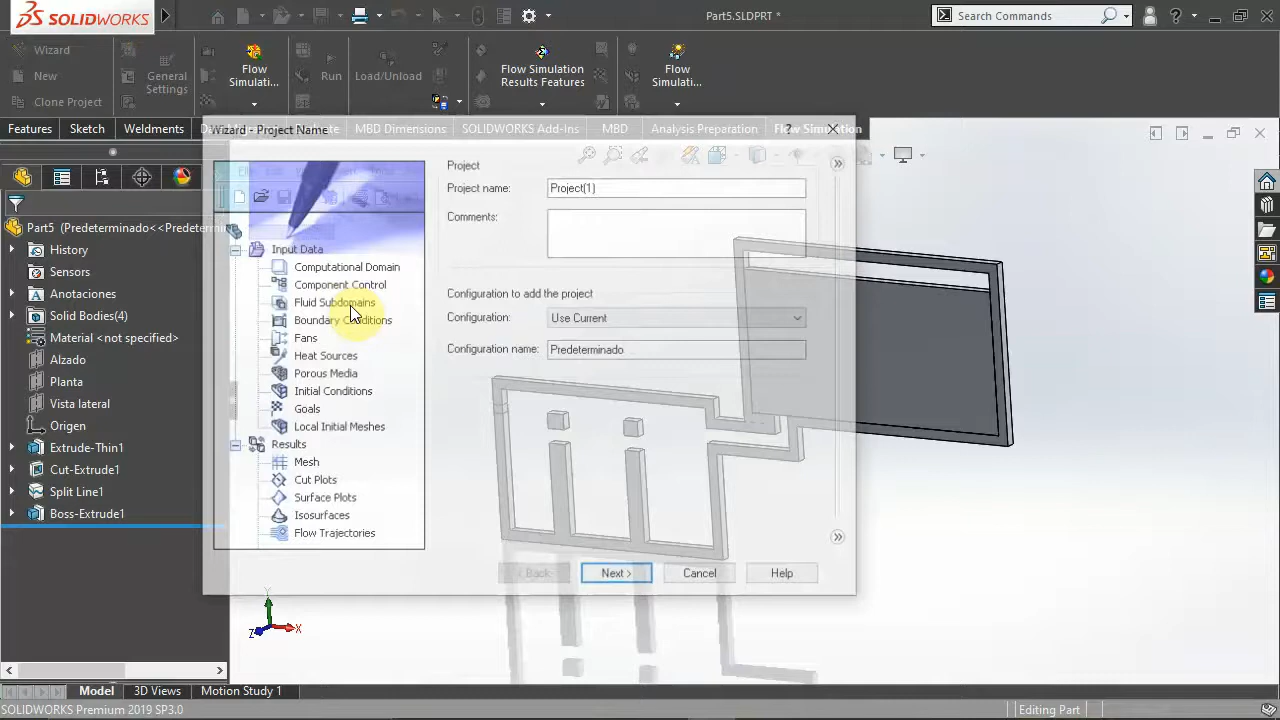 SOLIDWORKS
Part5.SLDPRT *
Search Commands
Wizard
New
Clone Project
General Settings
Flow Simulati...
Run
Load/Unload
Flow Simulation Results Features
Flow Simulati...
Features
Sketch
Weldments
MBD Dimensions
SOLIDWORKS Add-Ins
MBD
Analysis Preparation
Flow Simulation
Wizard - Project Name
?
Part5 (Predeterminado<<Predetermi
History
Sensors
Anotaciones
Solid Bodies(4)
Material <not specified>
Alzado
Planta
Vista lateral
Origen
Extrude-Thin1
Cut-Extrude1
Split Line1
Boss-Extrude1
Input Data
Computational Domain
Component Control
Fluid Subdomains
Boundary Conditions
Fans
Heat Sources
Porous Media
Initial Conditions
Goals
Local Initial Meshes
Results
Mesh
Cut Plots
Surface Plots
Isosurfaces
Flow Trajectories
Project
Project name:
Project(1)
Comments:
Configuration to add the project
Configuration:
Use Current
Configuration name:
Predeterminado
< Back
Next >
Cancel
Help
Y
X
Z
Model
3D Views
Motion Study 1
SOLIDWORKS Premium 2019 SP3.0
Editing Part